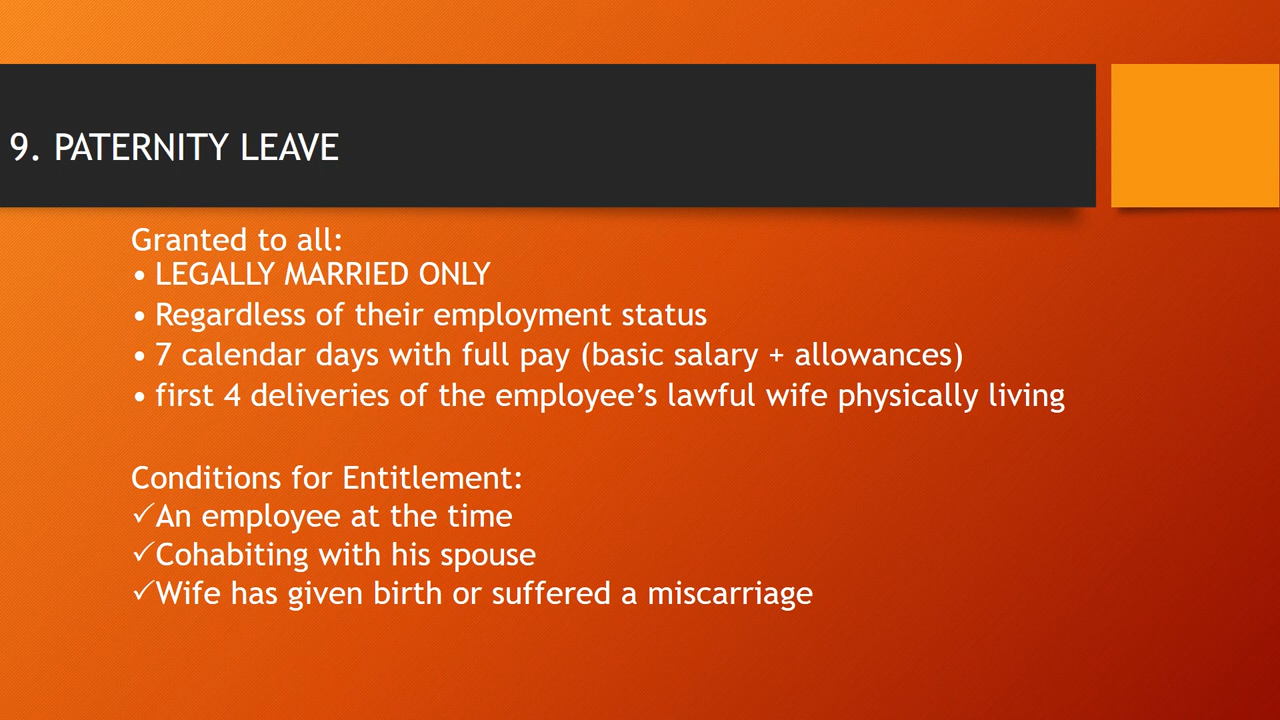 9. PATERNITY LEAVE
Granted to all:
• LEGALLY MARRIED ONLY
• Regardless of their employment status
• 7 calendar days with full pay (basic salary + allowances)
• first 4 deliveries of the employee’s lawful wife physically living
Conditions for Entitlement:
✓An employee at the time
✓Cohabiting with his spouse
✓Wife has given birth or suffered a miscarriage